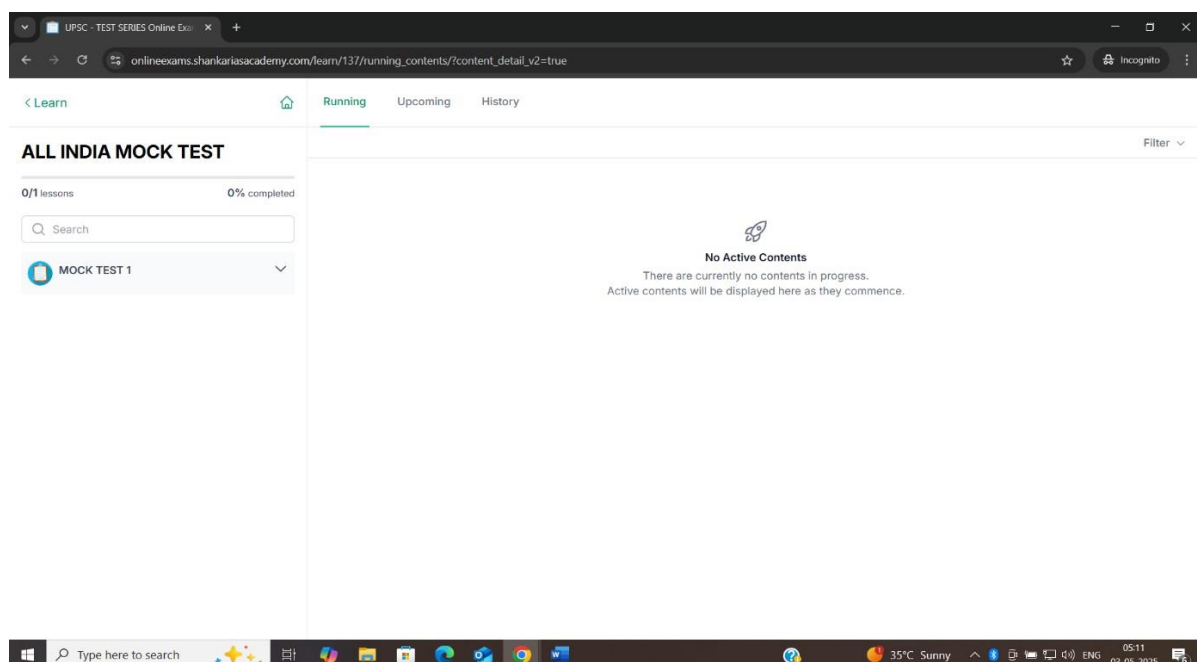 UPSC - TEST SERIES Online Exa
onlineexams.shankariasacademy.com/learn/137/running_contents/?content_detail_v2=true
Incognito
< Learn
Running Upcoming History
Filter
ALL INDIA MOCK TEST
0/1 lessons 0% completed
Search
MOCK TEST 1
No Active Contents
There are currently no contents in progress.
Active contents will be displayed here as they commence.
Type here to search
35°C Sunny
ENG
05:11
03-05-2025